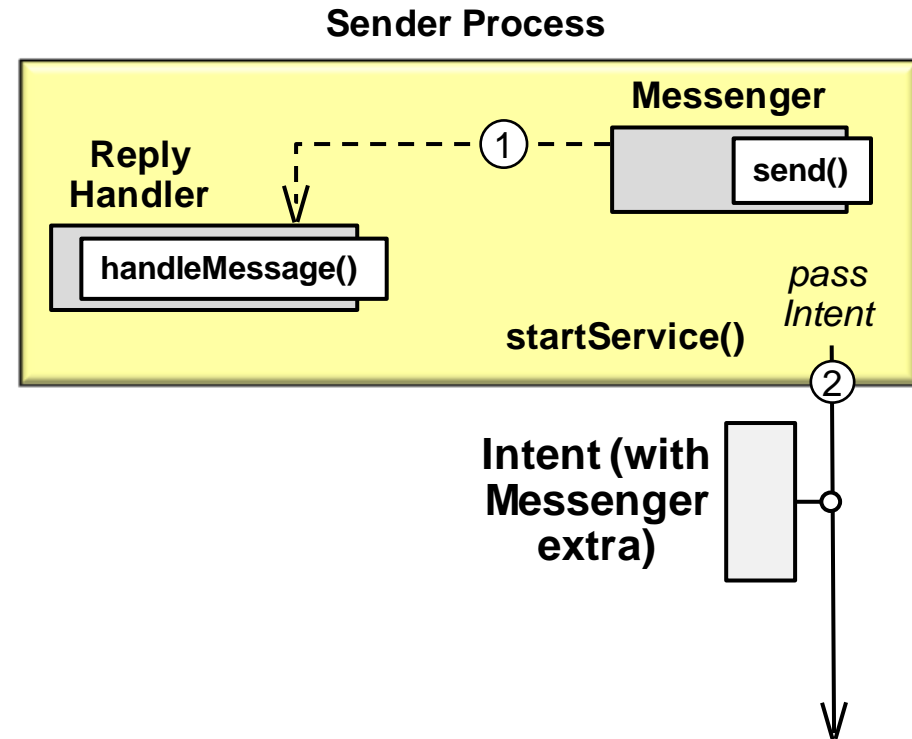 Sender Process
Messenger
send()
1
Reply
Handler
handleMessage()
pass
Intent
startService()
2
Intent (with
Messenger
extra)